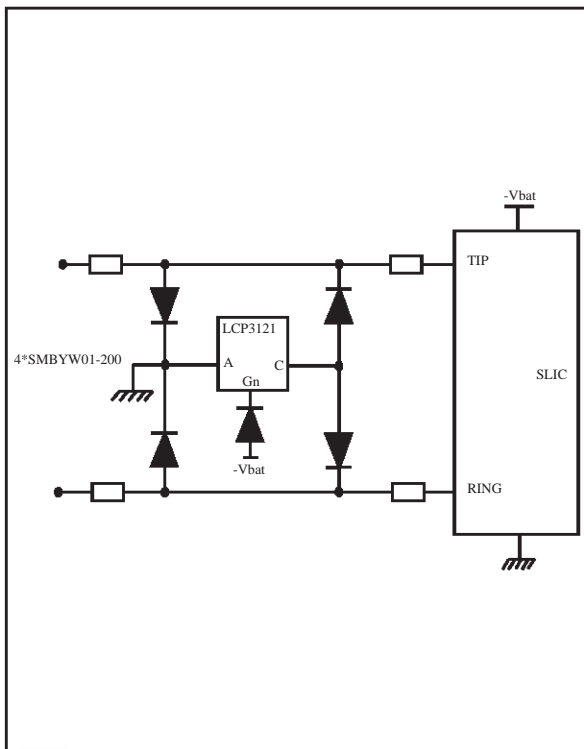 -Vbat
TIP
LCP3121
4*SMBYW01-200
A
C
SLIC
Gn
-Vbat
RING